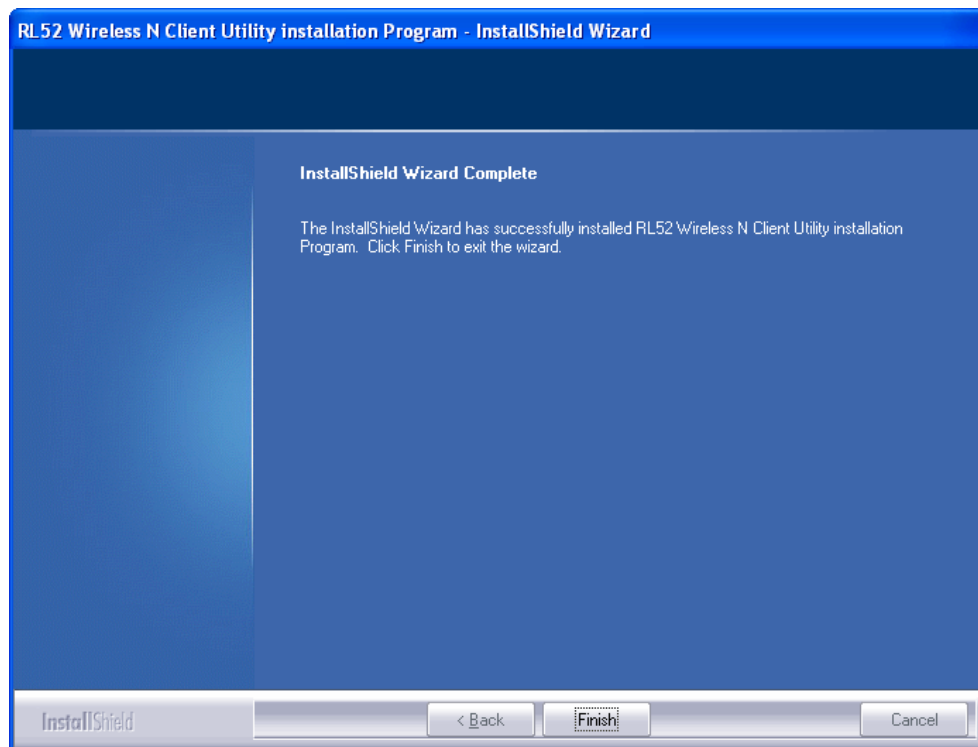 RL52 Wireless N Client Utility installation Program - InstallShield Wizard
InstallShield Wizard Complete
The InstallShield Wizard has successfully installed RL52 Wireless N Client Utility installation
Program. Click Finish to exit the wizard.
InstallShield
< Back
Finish
Cancel